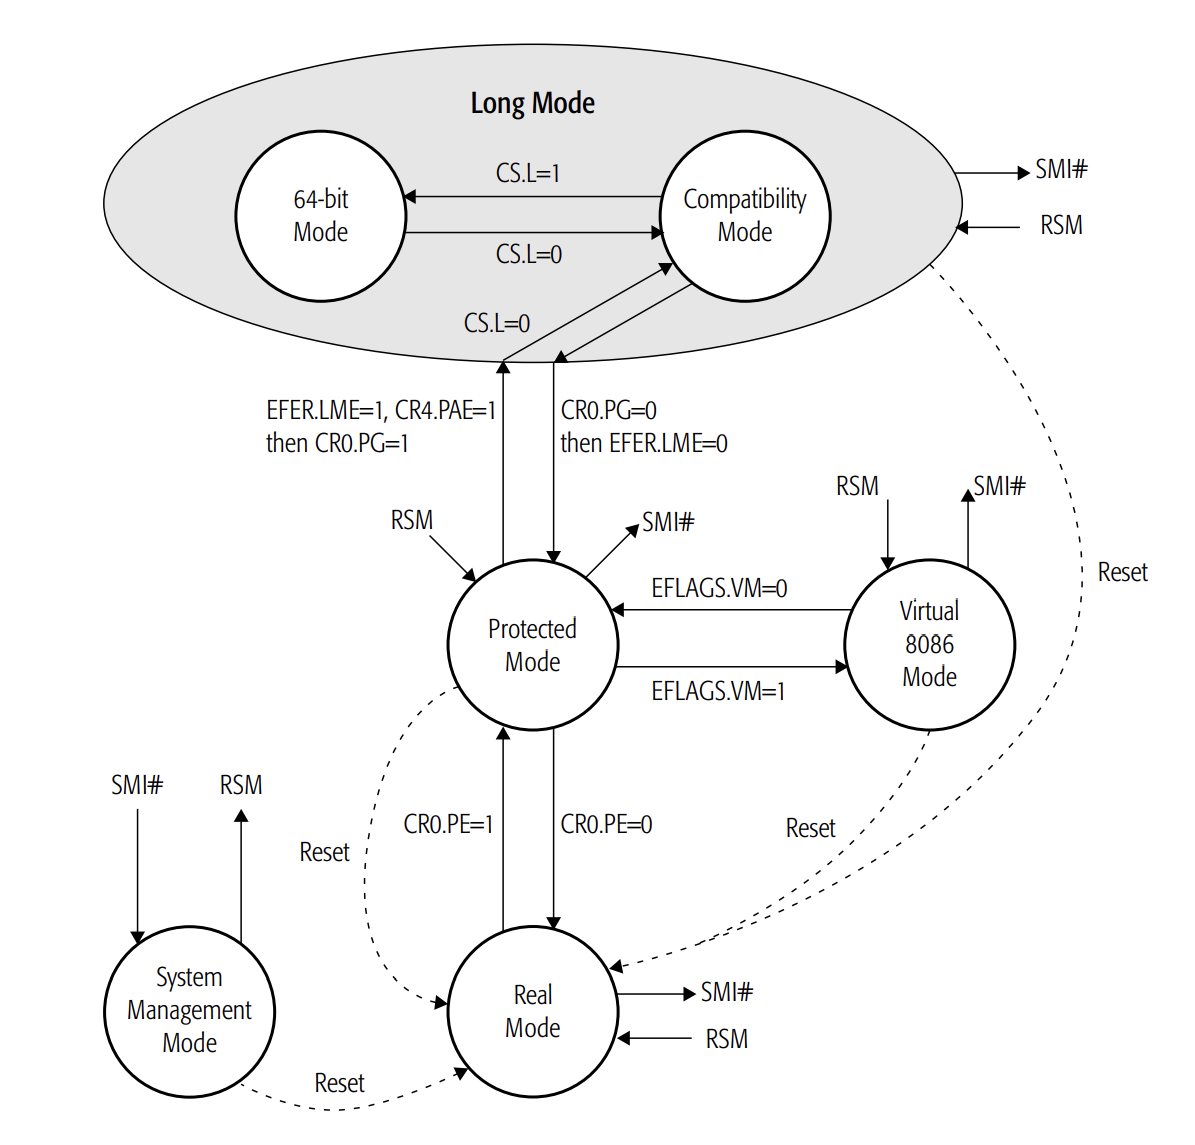 Long Mode
64-bit
Mode
CS.L=1
CS.L=0
Compatibility
Mode
SMI#
RSM
CS.L=0
EFER.LME=1, CR4.PAE=1
then CR0.PG=1
CR0.PG=0
then EFER.LME=0
RSM
SMI#
RSM
SMI#
Reset
Protected
Mode
EFLAGS.VM=0
EFLAGS.VM=1
Virtual
8086
Mode
SMI#
RSM
Reset
CR0.PE=1
CR0.PE=0
Reset
System
Management
Mode
Real
Mode
SMI#
RSM
Reset